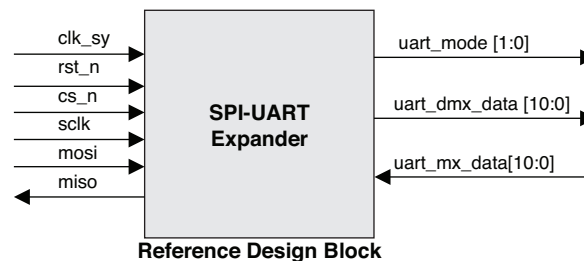 clk_sy
rst_n
cs_n
sclk
mosi
miso
SPI-UART
Expander
uart_mode [1:0]
uart_dmx_data [10:0]
uart_mx_data[10:0]
Reference Design Block